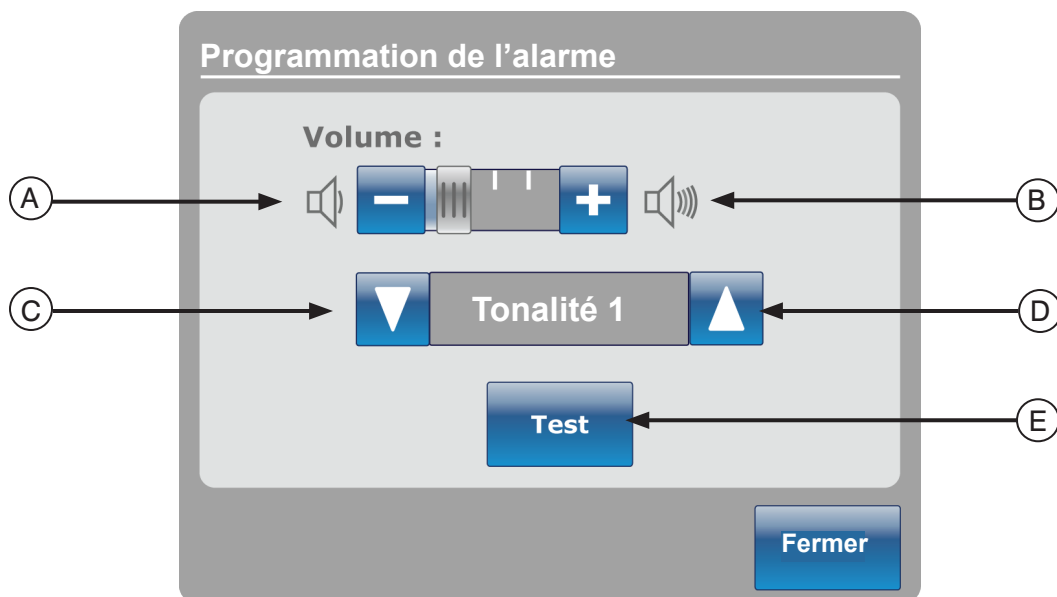 Programmation de l’alarme
Volume :
A
B
C
Tonalité 1
D
Test
E
Fermer